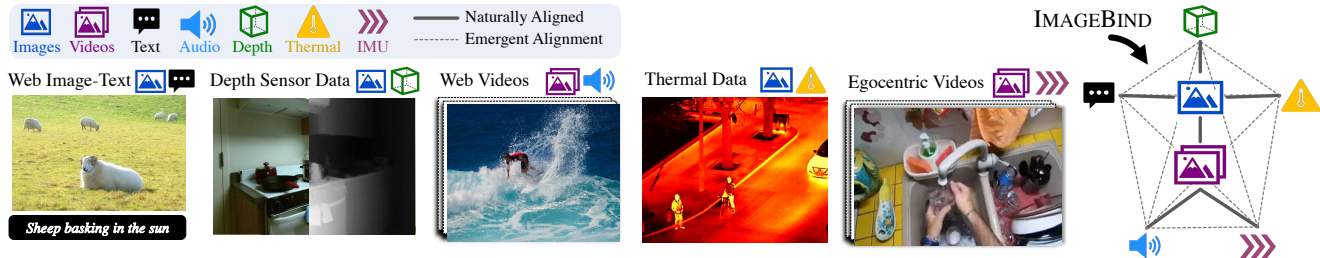 Images Videos Text Audio Depth Thermal IMU
Naturally Aligned
Emergent Alignment
IMAGEBIND
Web Image-Text
Depth Sensor Data
Web Videos
Thermal Data
Egocentric Videos
Sheep basking in the sun